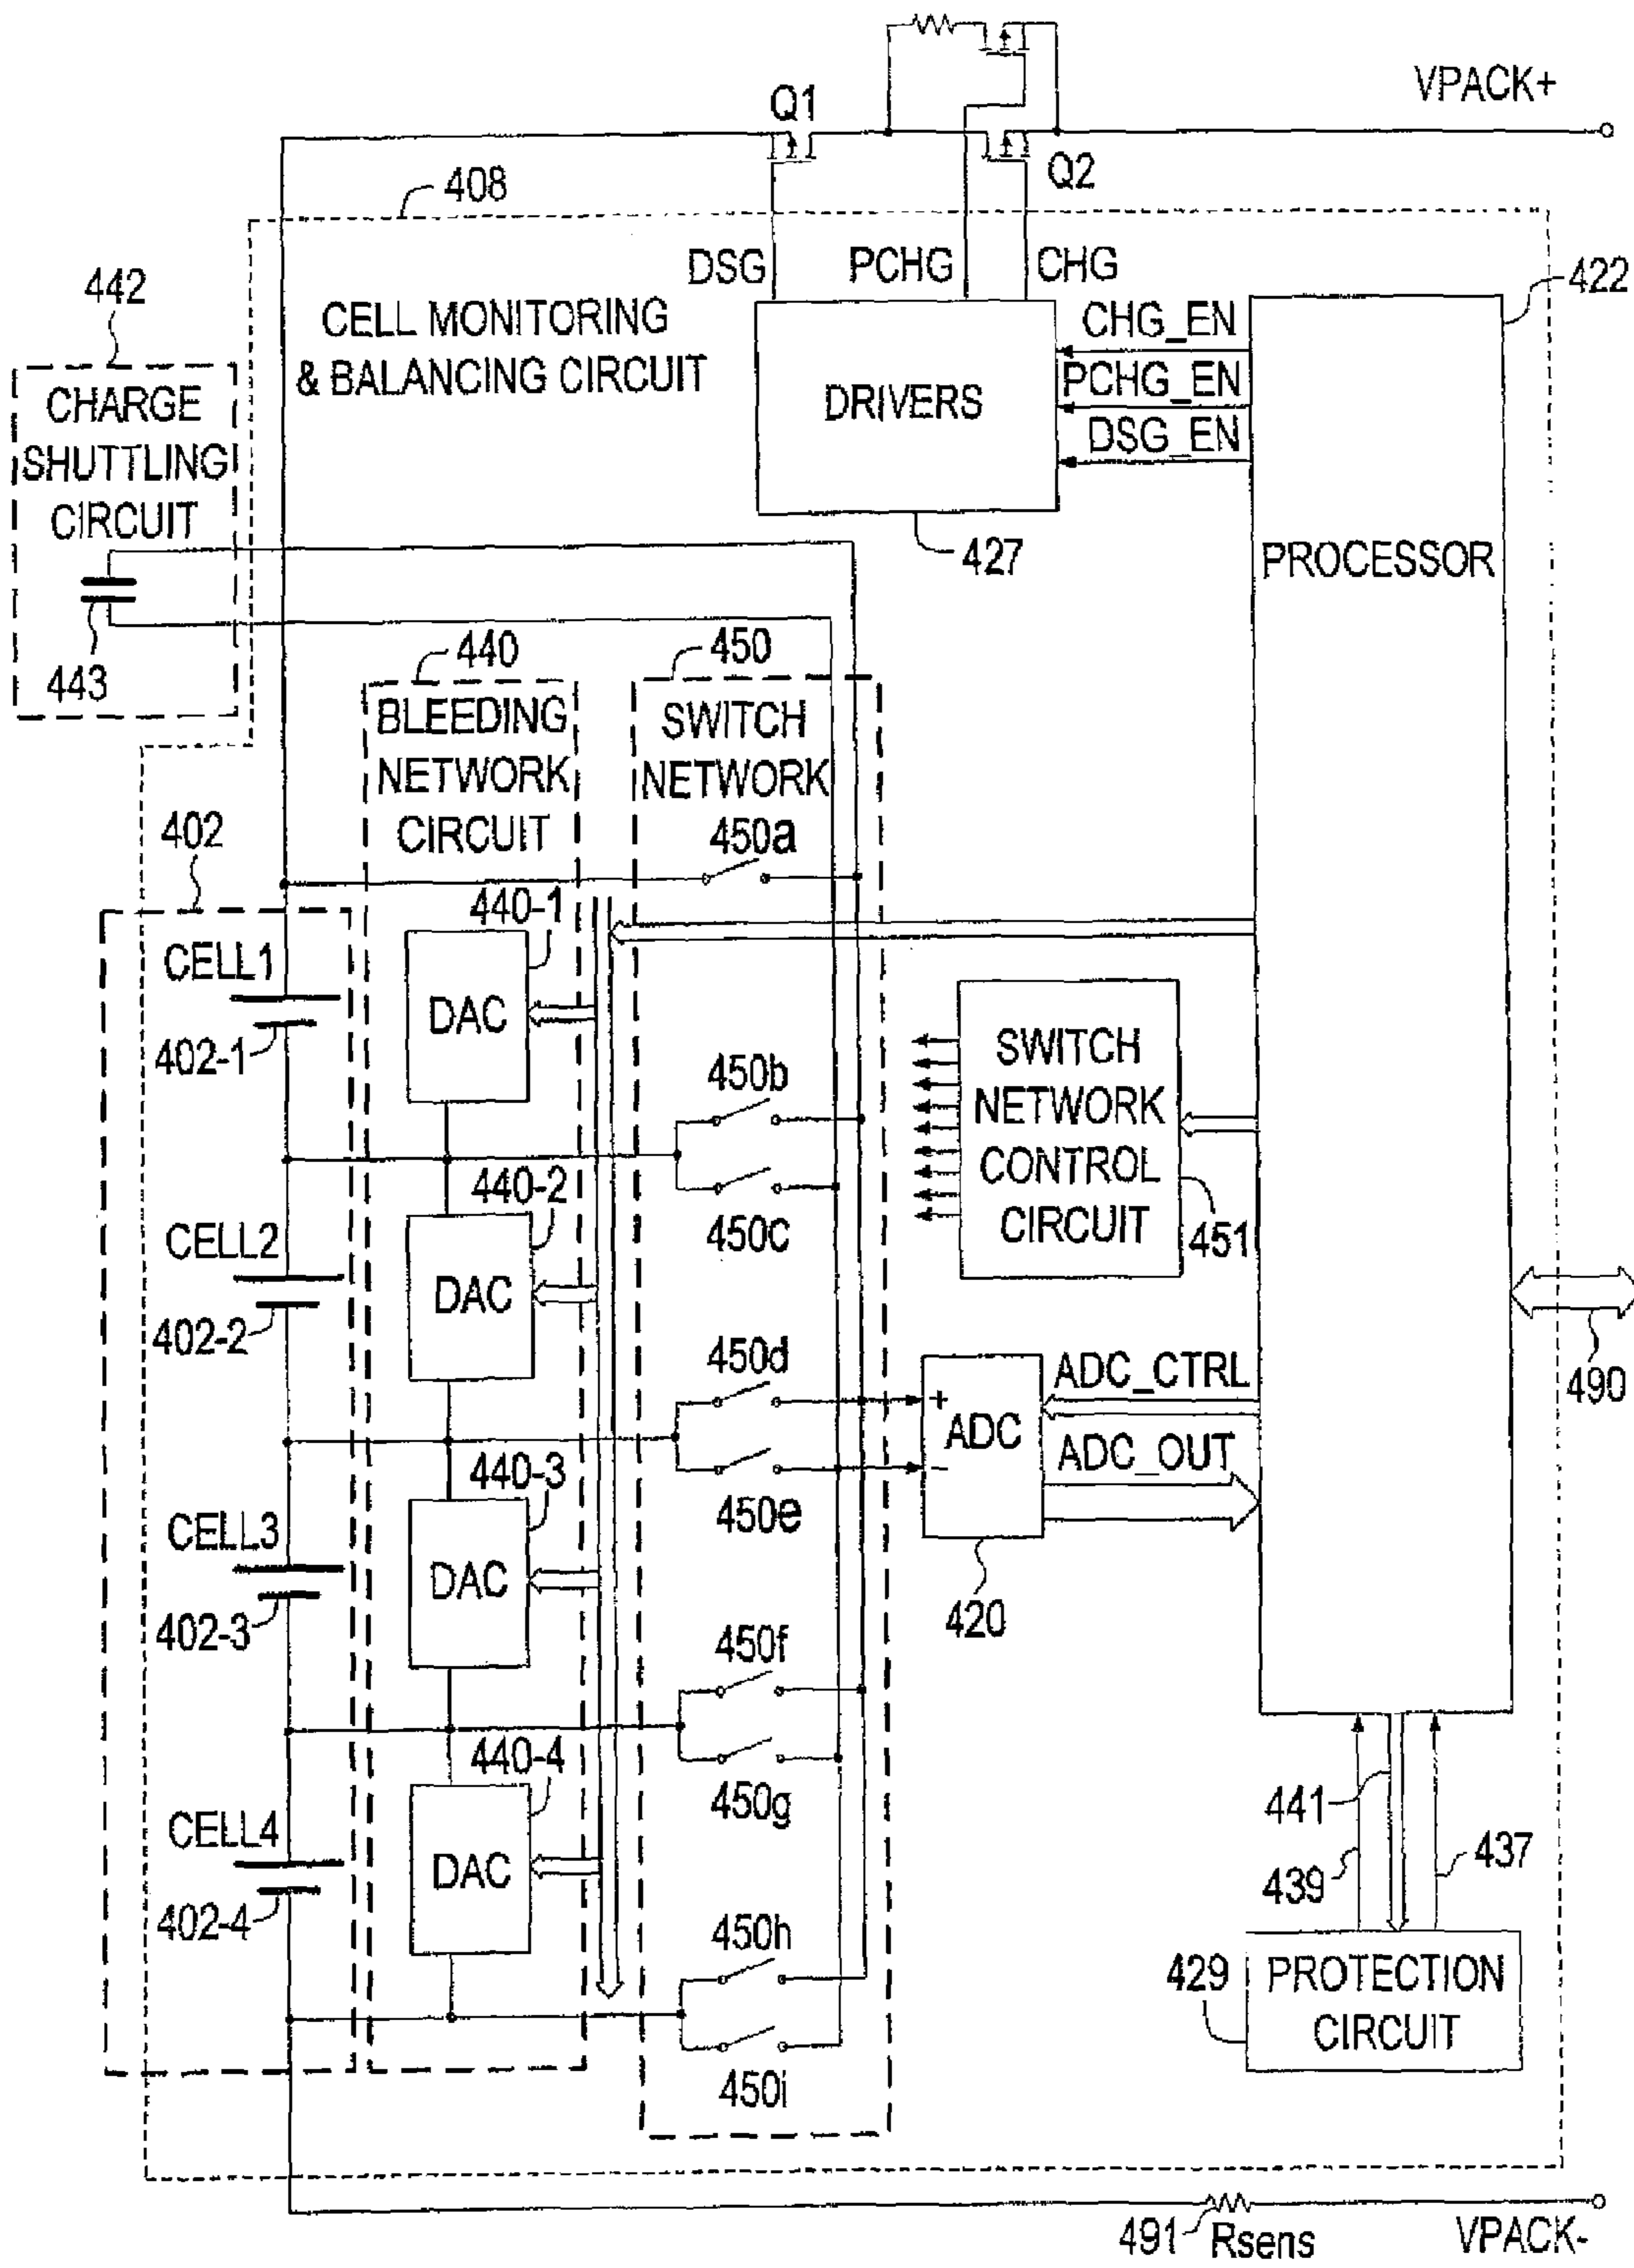 VPACK+
Q1
Q2
408
DSG
PCHG
CHG
442
422
CELL MONITORING
& BALANCING CIRCUIT
CHG_EN
PCHG_EN
DSG_EN
DRIVERS
CHARGE
SHUTTLING
CIRCUIT
427
PROCESSOR
443
440
450
BLEEDING
NETWORK
CIRCUIT
SWITCH
NETWORK
402
450a
440-1
CELL1
DAC
402-1
450b
SWITCH
NETWORK
CONTROL
CIRCUIT
440-2
450c
451
CELL2
DAC
402-2
450d
ADC_CTRL
490
+
ADC
-
ADC_OUT
440-3
450e
CELL3
DAC
402-3
420
450f
440-4
450g
441
439
437
CELL4
DAC
402-4
450h
429
PROTECTION
CIRCUIT
450i
491
Rsens
VPACK-